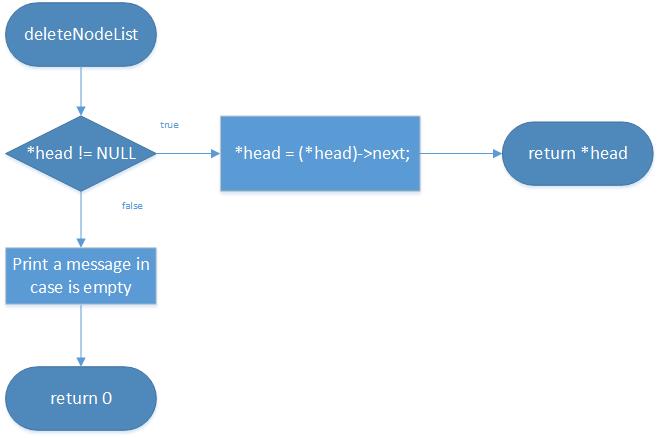 deleteNodeList
true
*head != NULL
*head = (*head)->next;
return *head
false
Print a message in
case is empty
return 0